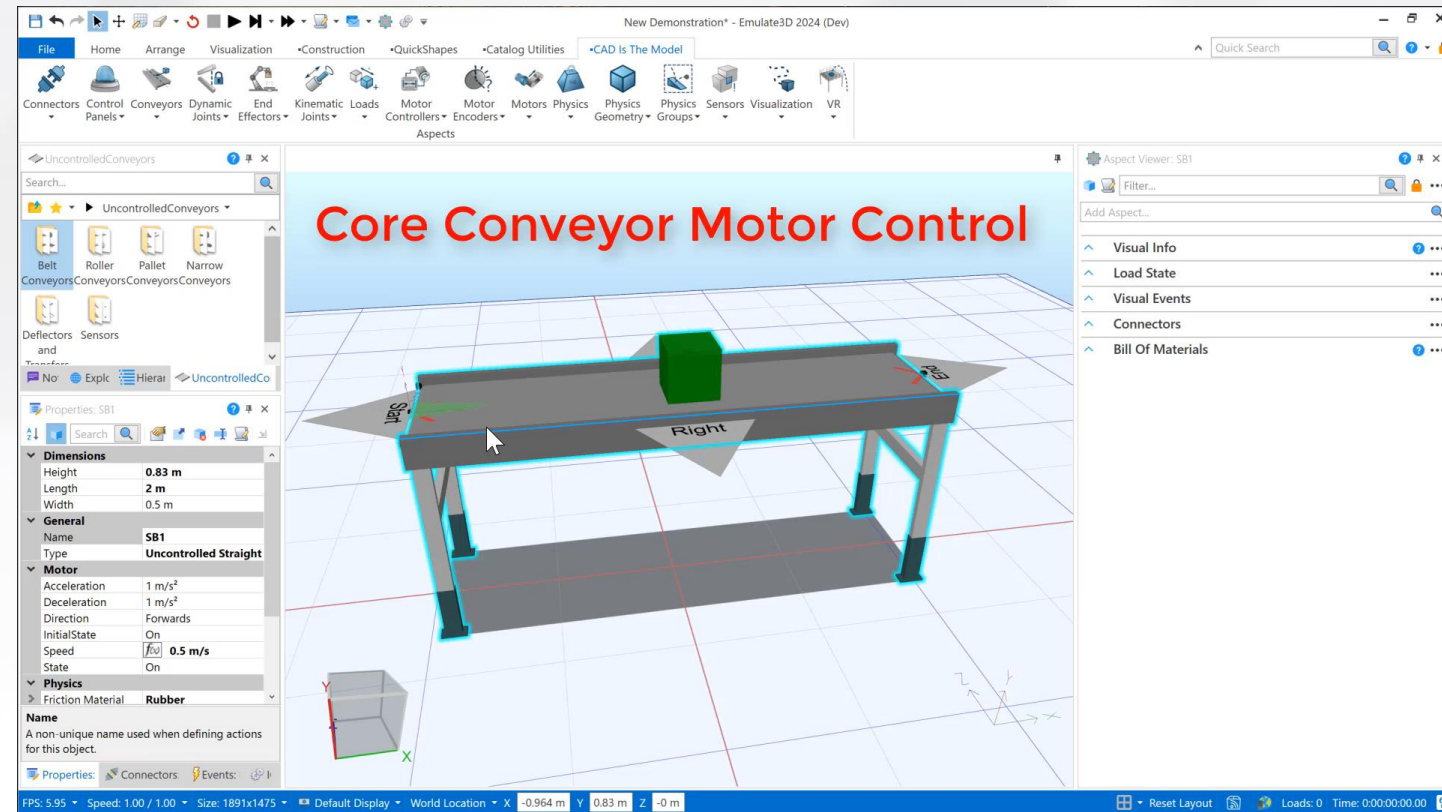 New Demonstration* - Emulate3D 2024 (Dev)
File Home Arrange Visualization •Construction •QuickShapes •Catalog Utilities •CAD Is The Model Quick Search
Connectors Control Panels Conveyors Dynamic Joints End Effectors Kinematic Joints Loads Motor Controllers Motor Encoders Motors Physics Physics Geometry Physics Groups Sensors Visualization VR
Aspects
UncontrolledConveyors
Search...
UncontrolledConveyors
Belt Conveyors Roller Conveyors Pallet Conveyors Narrow Conveyors
Deflectors and Transfers Sensors
Explc Hierar UncontrolledCo
Properties: SB1
Search
Dimensions
Height 0.83 m
Length 2 m
Width 0.5 m
General
Name SB1
Type Uncontrolled Straight
Motor
Acceleration 1 m/s²
Deceleration 1 m/s²
Direction Forwards
InitialState On
Speed f(x) 0.5 m/s
State On
Physics
Friction Material Rubber
Name
A non-unique name used when defining actions
for this object.
Properties: Connectors Events:
Core Conveyor Motor Control
Start
End
Right
Y
X
Z Y X
Aspect Viewer: SB1
Filter...
Add Aspect...
Visual Info
Load State
Visual Events
Connectors
Bill Of Materials
FPS: 5.95 Speed: 1.00 / 1.00 Size: 1891x1475 Default Display World Location X -0.964 m Y 0.83 m Z -0 m Reset Layout Loads: 0 Time: 0:00:00:00.00